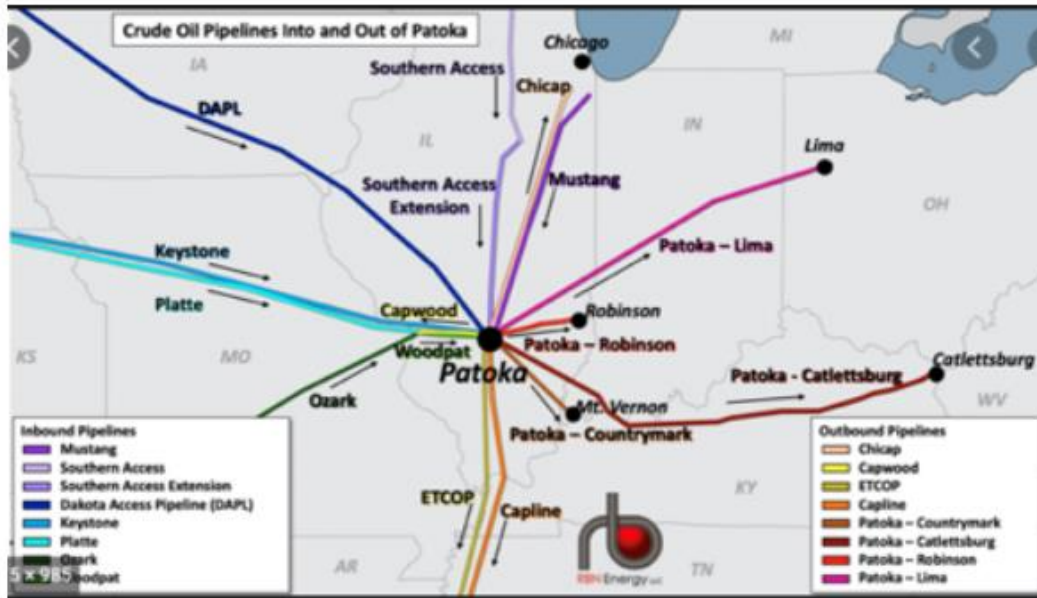 Crude Oil Pipelines Into and Out of Patoka
Chicago
MI
IA
Southern Access
Chicap
DAPL
IL
IN
Lima
Southern Access
Extension
Mustang
OH
Keystone
Patoka – Lima
Platte
Capwood
Robinson
KS
MO
Woodpat
Patoka – Robinson
Patoka
Catlettsburg
Patoka - Catlettsburg
Ozark
Mt. Vernon
WV
Patoka – Countrymark
Inbound Pipelines
Mustang
Southern Access
Southern Access Extension
Dakota Access Pipeline (DAPL)
Keystone
Platte
Ozark
5 × 985
ETCOP
Capline
KY
AR
TN
RBN Energy LLC
Outbound Pipelines
Chicap
Capwood
ETCOP
Capline
Patoka – Countrymark
Patoka – Catlettsburg
Patoka – Robinson
Patoka – Lima